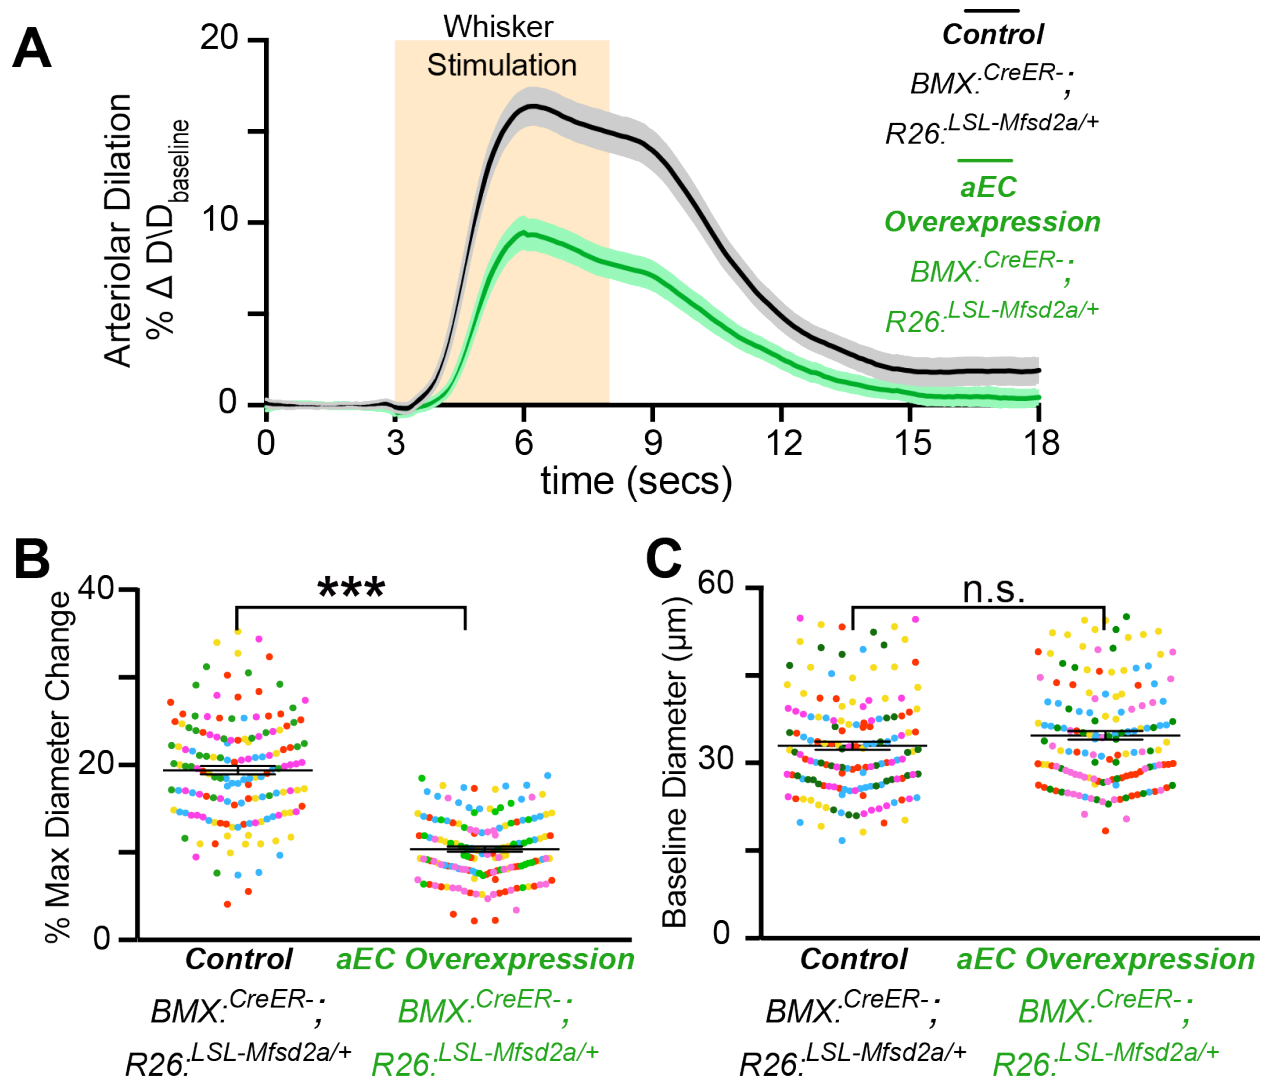 A
Whisker
Stimulation
Arteriolar Dilation
% Δ D\D baseline
20
10
0
0 3 6 9 12 15 18
time (secs)
Control
BMX:CreER-;
R26:LSL-Mfsd2a/+
aEC
Overexpression
BMX:CreER-;
R26:LSL-Mfsd2a/+
B
% Max Diameter Change
40
20
0
***
Control
BMX:CreER-;
R26:LSL-Mfsd2a/+
aEC Overexpression
BMX:CreER-;
R26:LSL-Mfsd2a/+
C
Baseline Diameter (μm)
60
30
0
n.s.
Control
BMX:CreER-;
R26:LSL-Mfsd2a/+
aEC Overexpression
BMX:CreER-;
R26:LSL-Mfsd2a/+